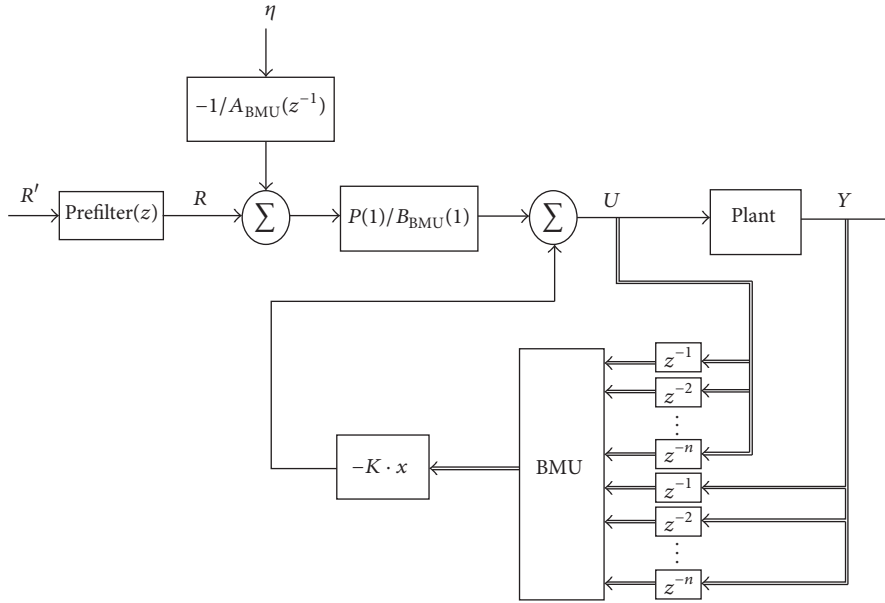 η
−1/A_BMU(z⁻¹)
R′
Prefilter(z)
R
∑
P(1)/B_BMU(1)
∑
U
Plant
Y
z⁻¹
z⁻²
⋮
z⁻ⁿ
BMU
−K · x
z⁻¹
z⁻²
⋮
z⁻ⁿ